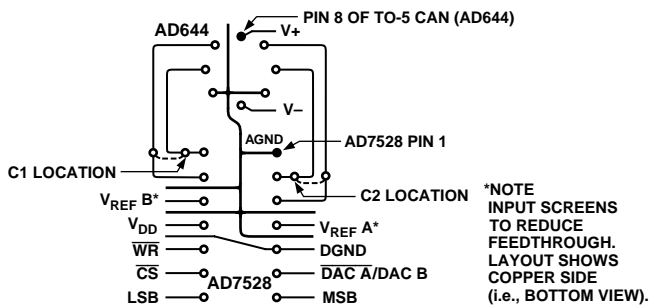 PIN 8 OF TO-5 CAN (AD644)
AD644
V+
V–
AGND
AD7528 PIN 1
C1 LOCATION
C2 LOCATION
VREF B*
VDD
VREF A*
WR
DGND
CS
AD7528
DAC A/DAC B
LSB
MSB
*NOTE
INPUT SCREENS
TO REDUCE
FEEDTHROUGH.
LAYOUT SHOWS
COPPER SIDE
(i.e., BOTTOM VIEW).